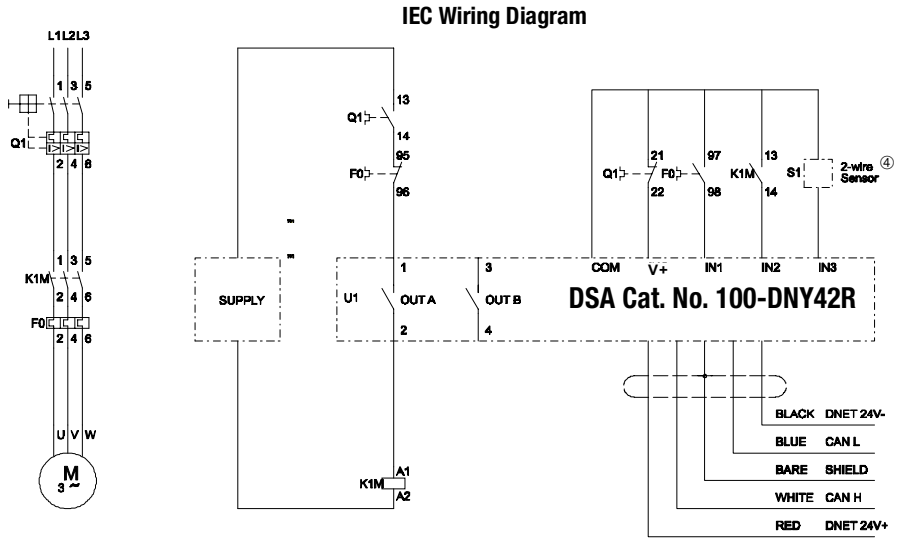 IEC Wiring Diagram
L1 L2 L3
1 3 5
Q1
2 4 6
1 3 5
K1M
2 4 6
F0
2 4 6
U V W
M
3 ~
SUPPLY
13
Q1
14
95
F0
96
1
3
U1
OUT A
OUT B
2
4
A1
K1M
A2
21
97
13
Q1
F0
K1M
S1
2-wire ④
Sensor
22
98
14
COM
V+
IN1
IN2
IN3
DSA Cat. No. 100-DNY42R
BLACK DNET 24V-
BLUE CAN L
BARE SHIELD
WHITE CAN H
RED DNET 24V+